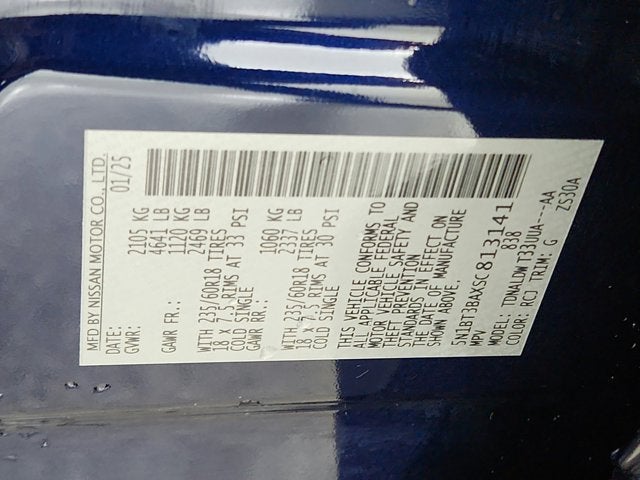 MFD BY NISSAN MOTOR CO., LTD.
DATE: 01/25
GVWR: 2105 KG
4641 LB
GAWR FR.: 1120 KG
2469 LB
WITH 235/60R18 TIRES
18 X 7.5 RIMS AT 33 PSI
COLD SINGLE
GAWR RR.: 1060 KG
2337 LB
WITH 235/60R18 TIRES
18 X 7.5 RIMS AT 30 PSI
COLD SINGLE
THIS VEHICLE CONFORMS TO
ALL APPLICABLE FEDERAL
MOTOR VEHICLE SAFETY AND
THEFT PREVENTION
STANDARDS IN EFFECT ON
THE DATE OF MANUFACTURE
SHOWN ABOVE.
5N1BT3BAXSC813141
MPV 838
MODEL: TDNALDW T33UUA----AA
COLOR: RCJ TRIM: G ZS30A